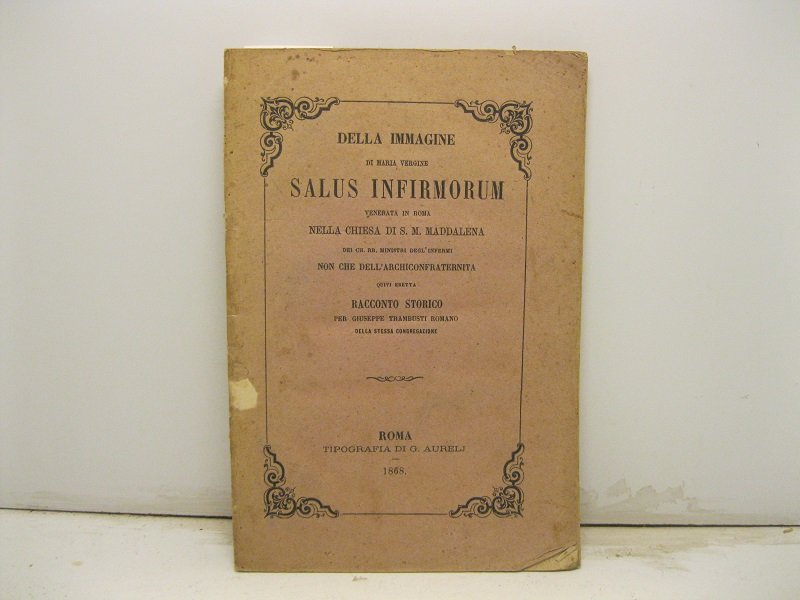 DELLA IMMAGINE
DI MARIA VERGINE
SALUS INFIRMORUM
VENERATA IN ROMA
NELLA CHIESA DI S. M. MADDALENA
DEI CH. RR. MINISTRI DEGL'INFERMI
NON CHE DELL'ARCHICONFRATERNITA
QUIVI ERETTA
RACCONTO STORICO
PER GIUSEPPE TRAMBUSTI ROMANO
DELLA STESSA CONGREGAZIONE
ROMA
TIPOGRAFIA DI G. AURELJ
1868.